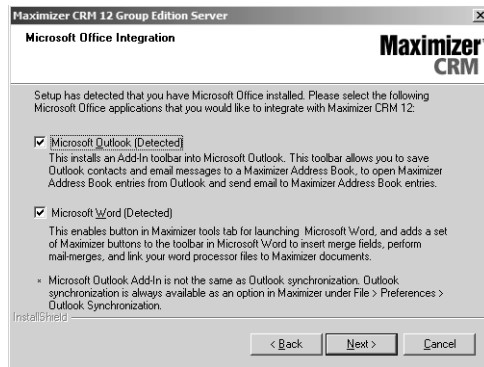 Maximizer CRM 12 Group Edition Server
Microsoft Office Integration
Maximizer
CRM
Setup has detected that you have Microsoft Office installed. Please select the following
Microsoft Office applications that you would like to integrate with Maximizer CRM 12:
Microsoft Outlook (Detected)
This installs an Add-In toolbar into Microsoft Outlook. This toolbar allows you to save
Outlook contacts and email messages to a Maximizer Address Book, to open Maximizer
Address Book entries from Outlook and send email to Maximizer Address Book entries.
Microsoft Word (Detected)
This enables button in Maximizer tools tab for launching Microsoft Word, and adds a set
of Maximizer buttons to the toolbar in Microsoft Word to insert merge fields, perform
mail-merges, and link your word processor files to Maximizer documents.
* Microsoft Outlook Add-In is not the same as Outlook synchronization. Outlook
synchronization is always available as an option in Maximizer under File > Preferences >
Outlook Synchronization.
InstallShield
< Back
Next >
Cancel